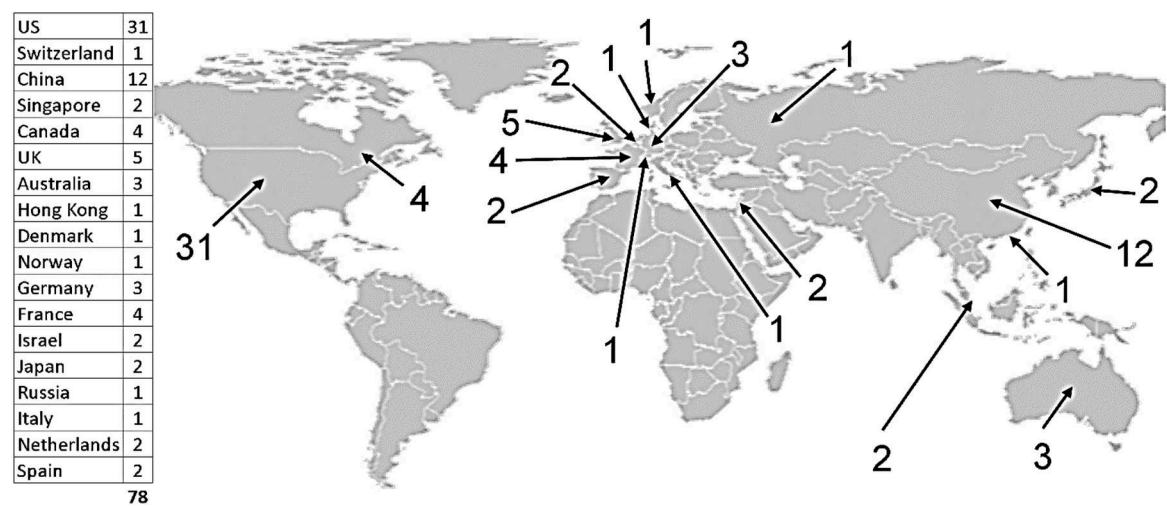 US 31
Switzerland 1
China 12
Singapore 2
Canada 4
UK 5
Australia 3
Hong Kong 1
Denmark 1
Norway 1
Germany 3
France 4
Israel 2
Japan 2
Russia 1
Italy 1
Netherlands 2
Spain 2
78
1
1
3
1
2
5
4
2
4
31
2
12
2
1
1
1
2
3